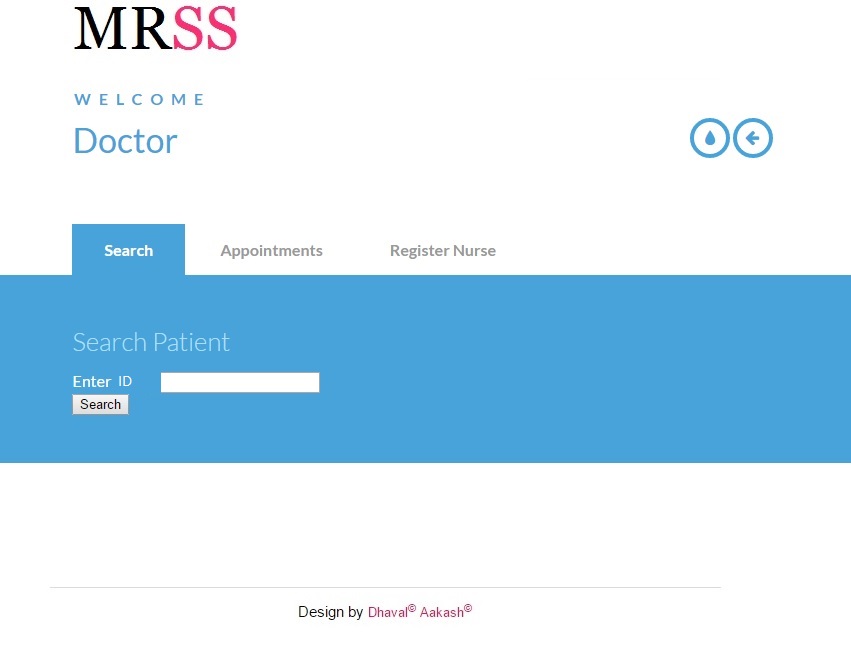 MRSS
WELCOME
Doctor
Search Appointments Register Nurse
Search Patient
Enter ID
Search
Design by Dhaval© Aakash©